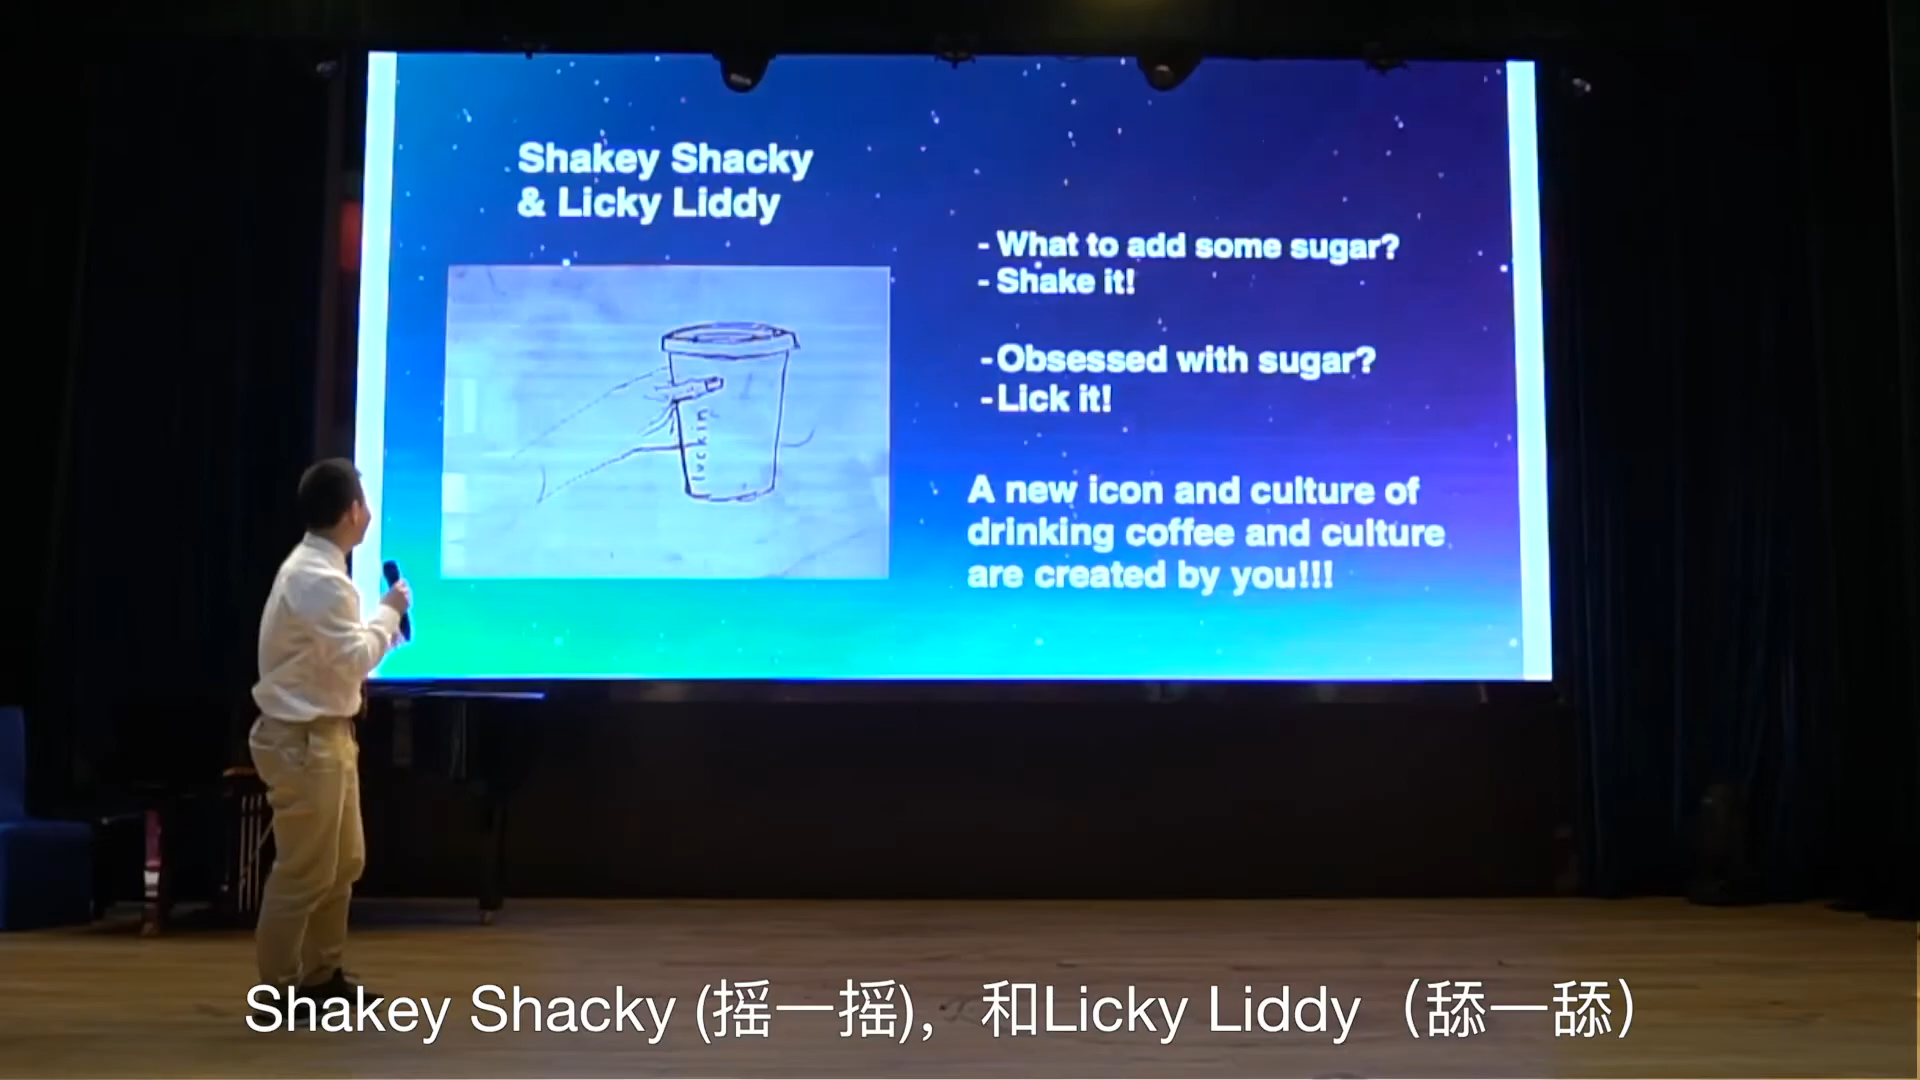 Shakey Shacky
& Licky Liddy
- What to add some sugar?
- Shake it!
- Obsessed with sugar?
- Lick it!
luckin
A new icon and culture of
drinking coffee and culture
are created by you!!!
Shakey Shacky (摇一摇)，和Licky Liddy（舔一舔）